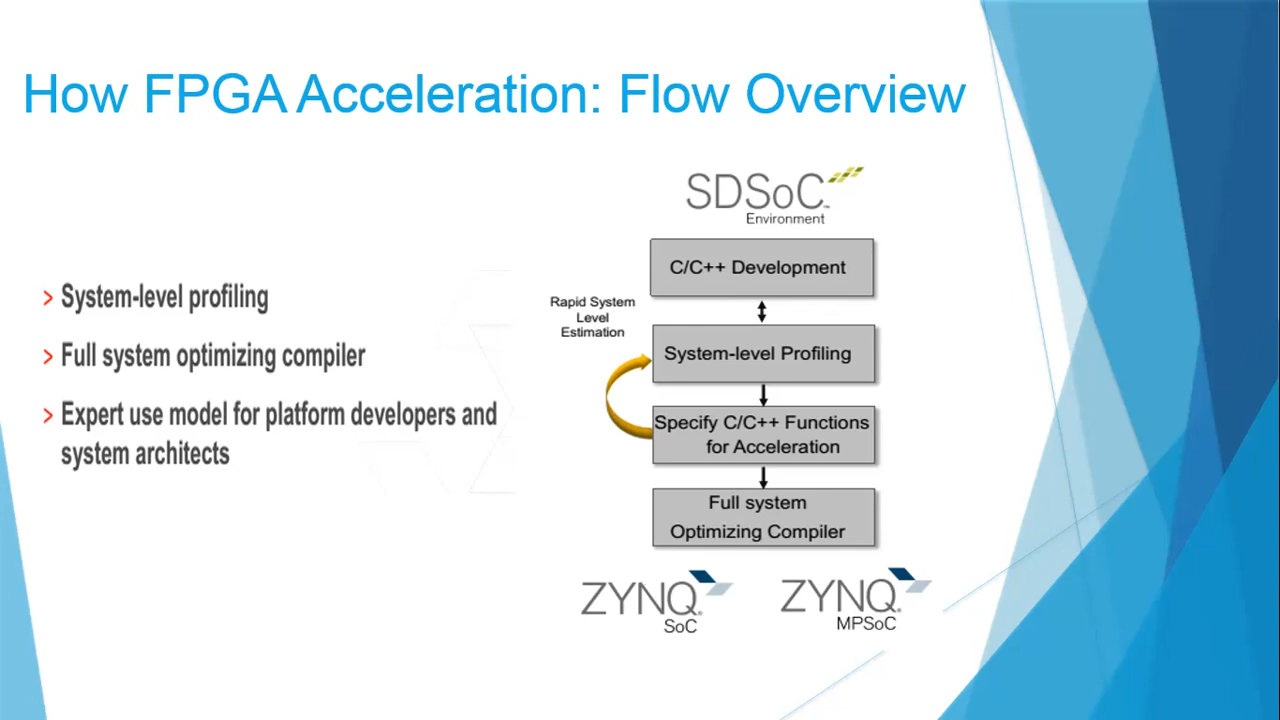 How FPGA Acceleration: Flow Overview
> System-level profiling
> Full system optimizing compiler
> Expert use model for platform developers and
system architects
SDSoC™
Environment
C/C++ Development
Rapid System
Level
Estimation
System-level Profiling
Specify C/C++ Functions
for Acceleration
Full system
Optimizing Compiler
ZYNQ®
SoC
ZYNQ®
MPSoC